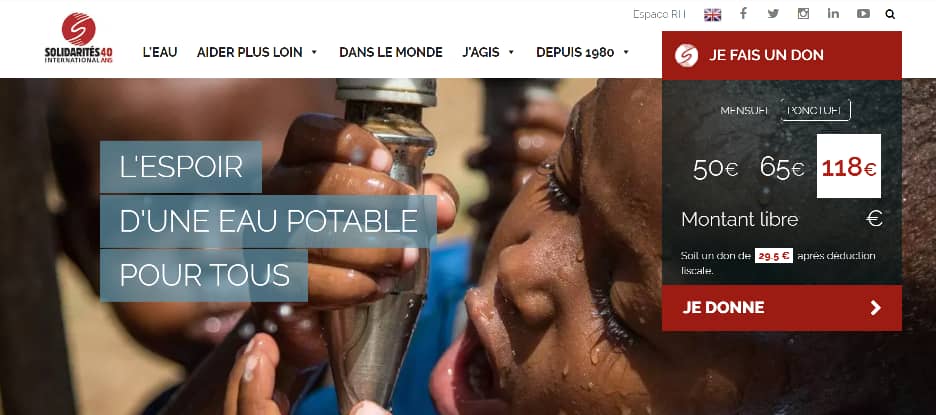 Espace RH
SOLIDARITÉS 40
INTERNATIONAL ANS
L'EAU
AIDER PLUS LOIN
DANS LE MONDE
J'AGIS
DEPUIS 1980
JE FAIS UN DON
MENSUEL PONCTUEL
50€ 65€ 118€
Montant libre €
Soit un don de 29.5 € après déduction
fiscale.
JE DONNE
L'ESPOIR
D'UNE EAU POTABLE
POUR TOUS